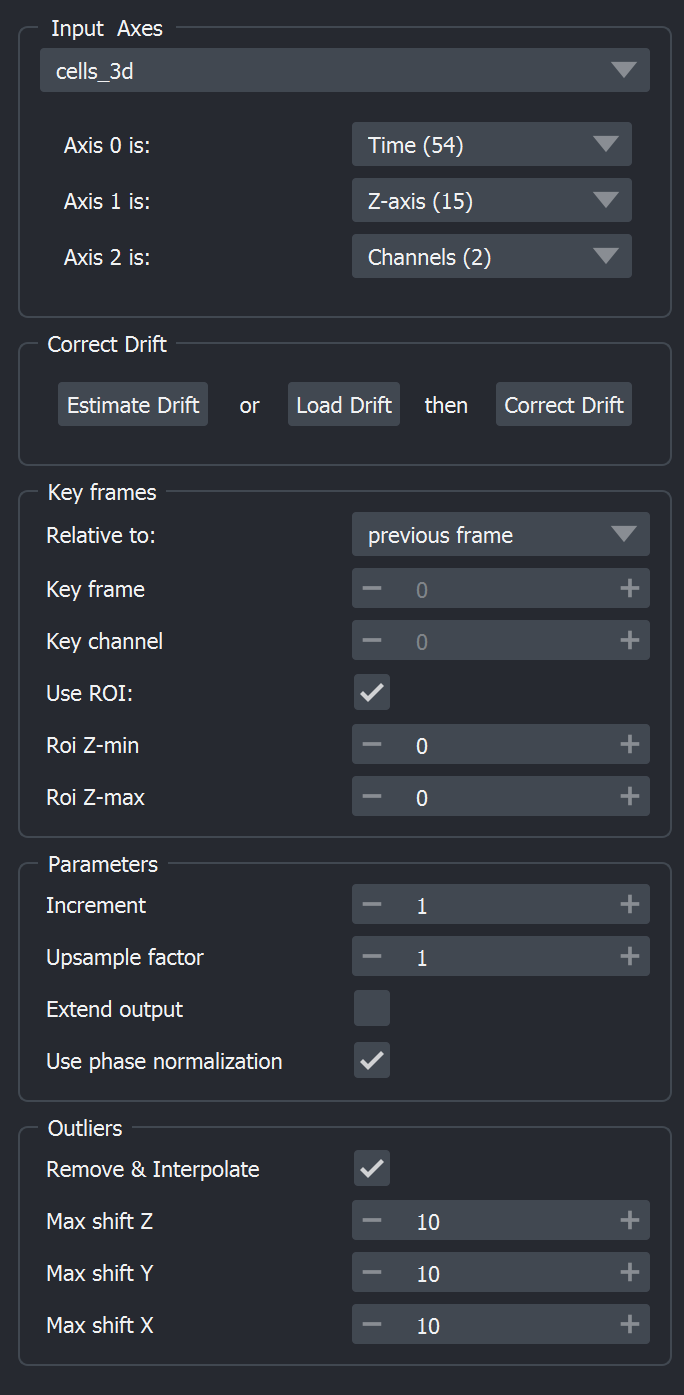 Input Axes
cells_3d
Axis 0 is: Time (54)
Axis 1 is: Z-axis (15)
Axis 2 is: Channels (2)
Correct Drift
Estimate Drift or Load Drift then Correct Drift
Key frames
Relative to: previous frame
Key frame − 0 +
Key channel − 0 +
Use ROI:
Roi Z-min − 0 +
Roi Z-max − 0 +
Parameters
Increment − 1 +
Upsample factor − 1 +
Extend output
Use phase normalization
Outliers
Remove & Interpolate
Max shift Z − 10 +
Max shift Y − 10 +
Max shift X − 10 +